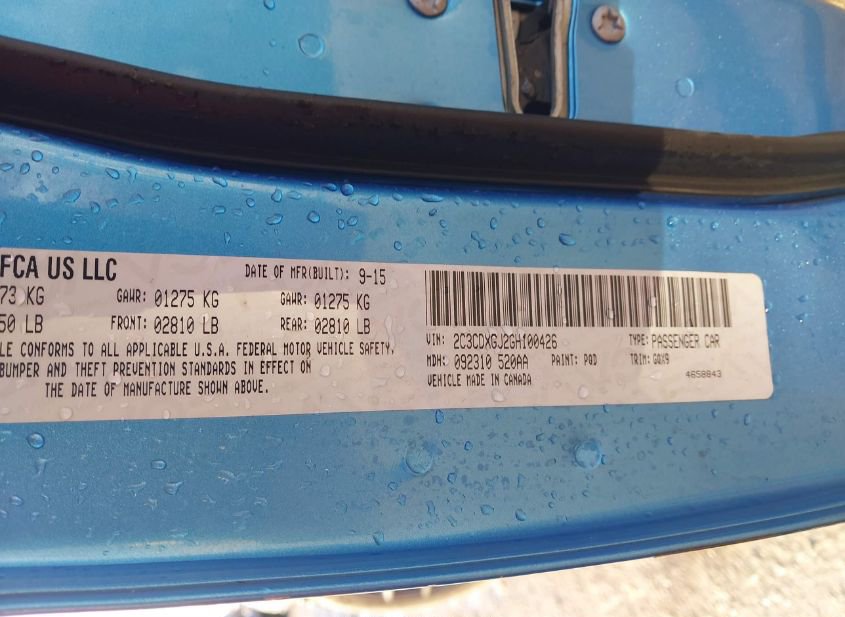 FCA US LLC DATE OF MFR(BUILT): 9-15
73 KG GAWR: 01275 KG GAWR: 01275 KG
50 LB FRONT: 02810 LB REAR: 02810 LB
LE CONFORMS TO ALL APPLICABLE U.S.A. FEDERAL MOTOR VEHICLE SAFETY,
BUMPER AND THEFT PREVENTION STANDARDS IN EFFECT ON
THE DATE OF MANUFACTURE SHOWN ABOVE.
VIN: 2C3CDXGJ2GH100426 TYPE: PASSENGER CAR
MDH: 092310 520AA PAINT: PQD TRIM: GQX9
VEHICLE MADE IN CANADA 4658843